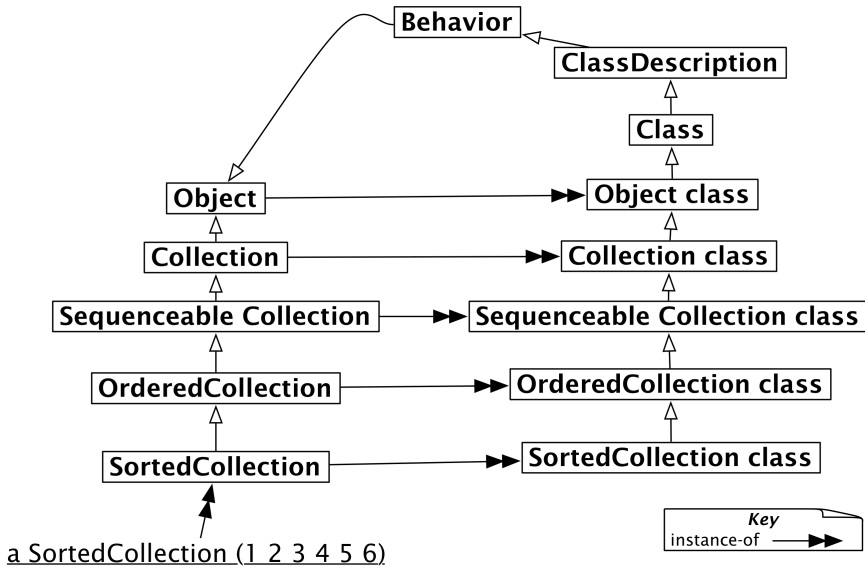 Behavior
ClassDescription
Class
Object
Object class
Collection
Collection class
Sequenceable Collection
Sequenceable Collection class
OrderedCollection
OrderedCollection class
SortedCollection
SortedCollection class
a SortedCollection (1 2 3 4 5 6)
Key
instance-of